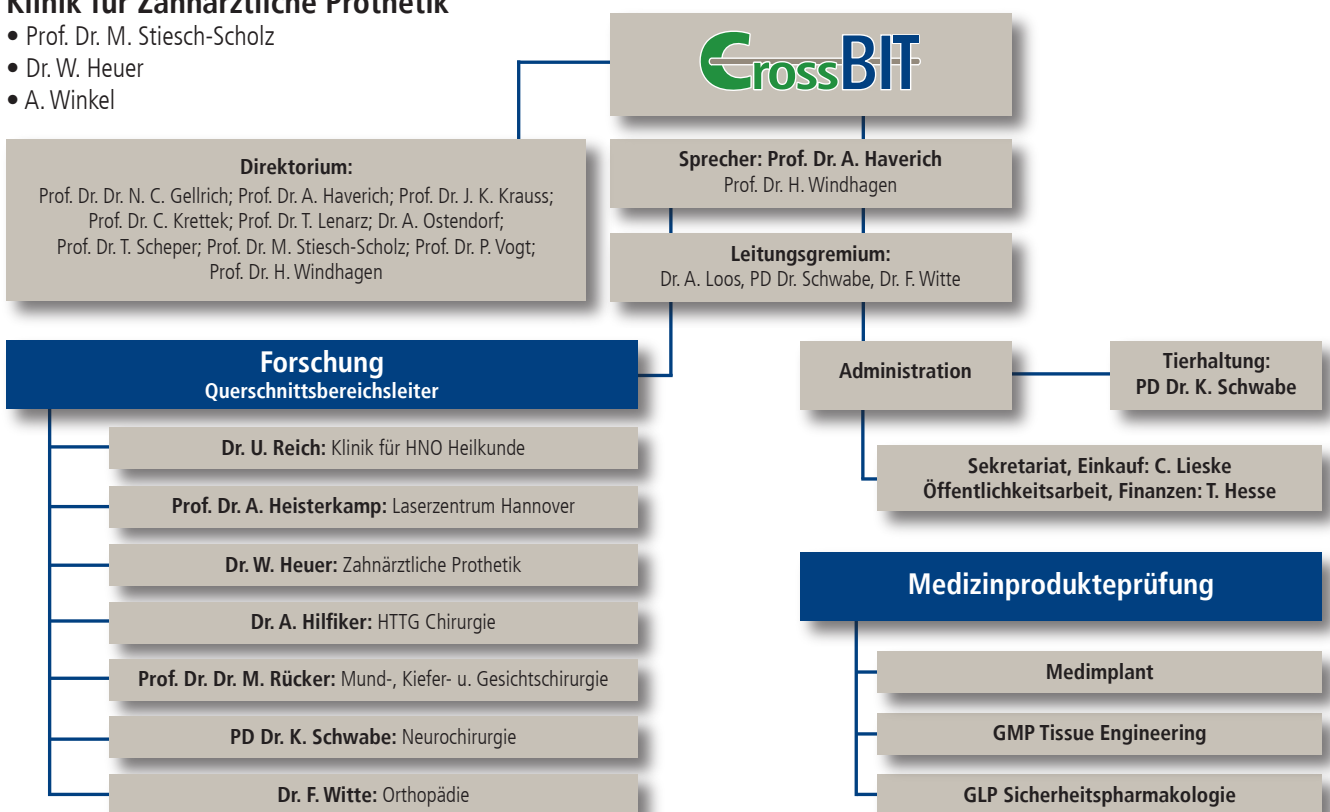 Klinik für Zahnärztliche Prothetik
• Prof. Dr. M. Stiesch-Scholz
• Dr. W. Heuer
• A. Winkel
CrossBIT
Direktorium:
Prof. Dr. Dr. N. C. Gellrich; Prof. Dr. A. Haverich; Prof. Dr. J. K. Krauss;
Prof. Dr. C. Krettek; Prof. Dr. T. Lenarz; Dr. A. Ostendorf;
Prof. Dr. T. Scheper; Prof. Dr. M. Stiesch-Scholz; Prof. Dr. P. Vogt;
Prof. Dr. H. Windhagen
Sprecher: Prof. Dr. A. Haverich
Prof. Dr. H. Windhagen
Leitungsgremium:
Dr. A. Loos, PD Dr. Schwabe, Dr. F. Witte
Forschung
Querschnittsbereichsleiter
Dr. U. Reich: Klinik für HNO Heilkunde
Prof. Dr. A. Heisterkamp: Laserzentrum Hannover
Dr. W. Heuer: Zahnärztliche Prothetik
Dr. A. Hilfiker: HTTG Chirurgie
Prof. Dr. Dr. M. Rücker: Mund-, Kiefer- u. Gesichtschirurgie
PD Dr. K. Schwabe: Neurochirurgie
Dr. F. Witte: Orthopädie
Administration
Tierhaltung:
PD Dr. K. Schwabe
Sekretariat, Einkauf: C. Lieske
Öffentlichkeitsarbeit, Finanzen: T. Hesse
Medizinprodukteprüfung
Medimplant
GMP Tissue Engineering
GLP Sicherheitspharmakologie